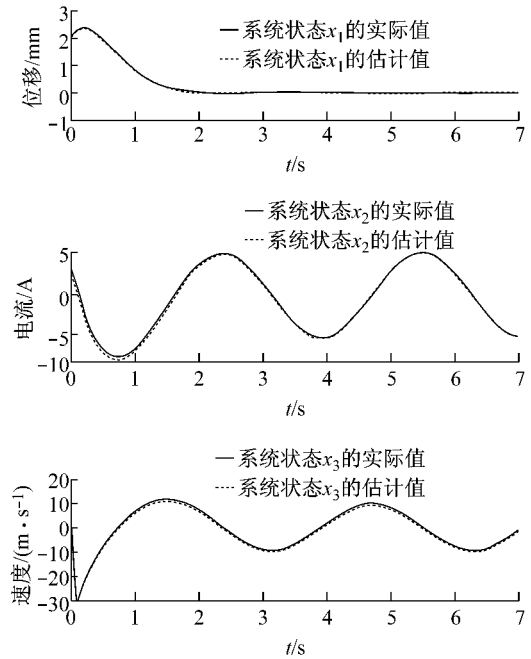 3
2
1
0
-1
位移/mm
系统状态x₁的实际值
系统状态x₁的估计值
0 1 2 3 4 5 6 7
t/s
系统状态x₂的实际值
系统状态x₂的估计值
5
0
-5
-10
电流/A
0 1 2 3 4 5 6 7
t/s
系统状态x₃的实际值
系统状态x₃的估计值
20
10
0
-10
-20
-30
速度/(m·s⁻¹)
0 1 2 3 4 5 6 7
t/s